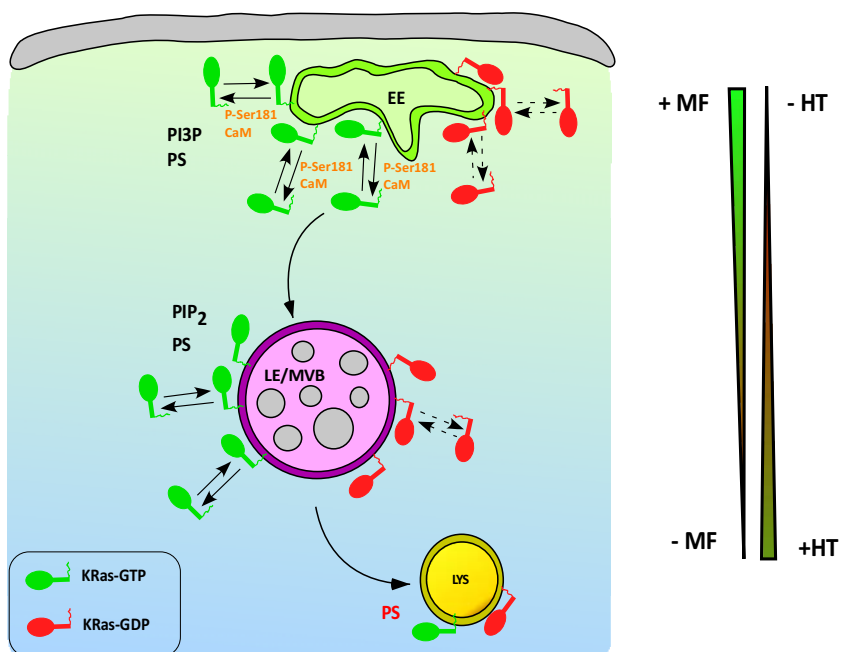 EE
+ MF
- HT
P-Ser181
CaM
PI3P
PS
P-Ser181
CaM
P-Ser181
CaM
PIP2
PS
LE/MVB
- MF
+HT
LYS
PS
KRas-GTP
KRas-GDP